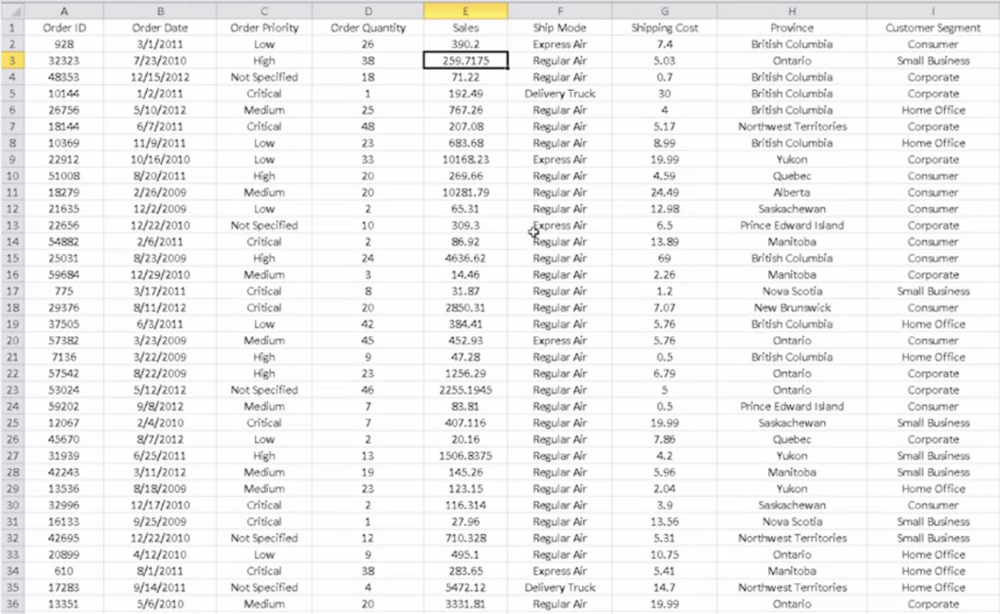 A B C D E F G H I
1 Order ID Order Date Order Priority Order Quantity Sales Ship Mode Shipping Cost Province Customer Segment
2 928 3/1/2011 Low 26 390.2 Express Air 7.4 British Columbia Consumer
3 32323 7/23/2010 High 38 259.7175 Regular Air 5.03 Ontario Small Business
4 48353 12/15/2012 Not Specified 18 71.22 Regular Air 0.7 British Columbia Corporate
5 10144 1/2/2011 Critical 1 192.49 Delivery Truck 30 British Columbia Corporate
6 26756 5/10/2012 Medium 25 767.26 Regular Air 4 British Columbia Home Office
7 18144 6/7/2011 Critical 48 207.08 Regular Air 5.17 Northwest Territories Corporate
8 10369 11/9/2011 Low 23 683.68 Regular Air 8.99 British Columbia Home Office
9 22912 10/16/2010 Low 33 10168.23 Express Air 19.99 Yukon Corporate
10 51008 8/20/2011 High 20 269.66 Regular Air 4.59 Quebec Consumer
11 18279 2/26/2009 Medium 20 10281.79 Regular Air 24.49 Alberta Consumer
12 21635 12/2/2009 Low 2 65.31 Regular Air 12.98 Saskachewan Consumer
13 22656 12/22/2010 Not Specified 10 309.3 Express Air 6.5 Prince Edward Island Corporate
14 54882 2/6/2011 Critical 2 86.92 Regular Air 13.89 Manitoba Consumer
15 25031 8/23/2009 High 24 4636.62 Regular Air 69 British Columbia Consumer
16 59684 12/29/2010 Medium 3 14.46 Regular Air 2.26 Manitoba Corporate
17 775 3/17/2011 Critical 8 31.87 Regular Air 1.2 Nova Scotia Small Business
18 29376 8/11/2012 Critical 20 2850.31 Regular Air 7.07 New Brunswick Consumer
19 37505 6/3/2011 Low 42 384.41 Regular Air 5.76 British Columbia Home Office
20 57382 3/23/2009 Medium 45 452.93 Express Air 5.76 Ontario Consumer
21 7136 3/22/2009 High 9 47.28 Regular Air 0.5 British Columbia Home Office
22 57542 8/22/2009 High 23 1256.29 Regular Air 6.79 Ontario Corporate
23 53024 5/12/2012 Not Specified 46 2255.1945 Regular Air 5 Ontario Corporate
24 59202 9/8/2012 Medium 7 83.81 Regular Air 0.5 Prince Edward Island Consumer
25 12067 2/4/2010 Critical 7 407.116 Regular Air 19.99 Saskachewan Small Business
26 45670 8/7/2012 Low 2 20.16 Regular Air 7.86 Quebec Corporate
27 31939 6/25/2011 High 13 1506.8375 Regular Air 4.2 Yukon Small Business
28 42243 3/11/2012 Medium 19 145.26 Regular Air 5.96 Manitoba Small Business
29 13536 8/18/2009 Medium 23 123.15 Regular Air 2.04 Yukon Home Office
30 32996 12/17/2010 Critical 2 116.314 Regular Air 3.9 Saskachewan Consumer
31 16133 9/25/2009 Critical 1 27.96 Regular Air 13.56 Nova Scotia Small Business
32 42695 12/22/2010 Not Specified 12 710.328 Regular Air 5.31 Northwest Territories Small Business
33 20899 4/12/2010 Low 9 495.1 Regular Air 10.75 Ontario Home Office
34 610 8/1/2011 Critical 38 283.65 Express Air 5.41 Manitoba Home Office
35 17283 9/14/2011 Not Specified 4 5472.12 Delivery Truck 14.7 Northwest Territories Home Office
36 13351 5/6/2010 Medium 20 3331.81 Regular Air 19.99 Ontario Corporate